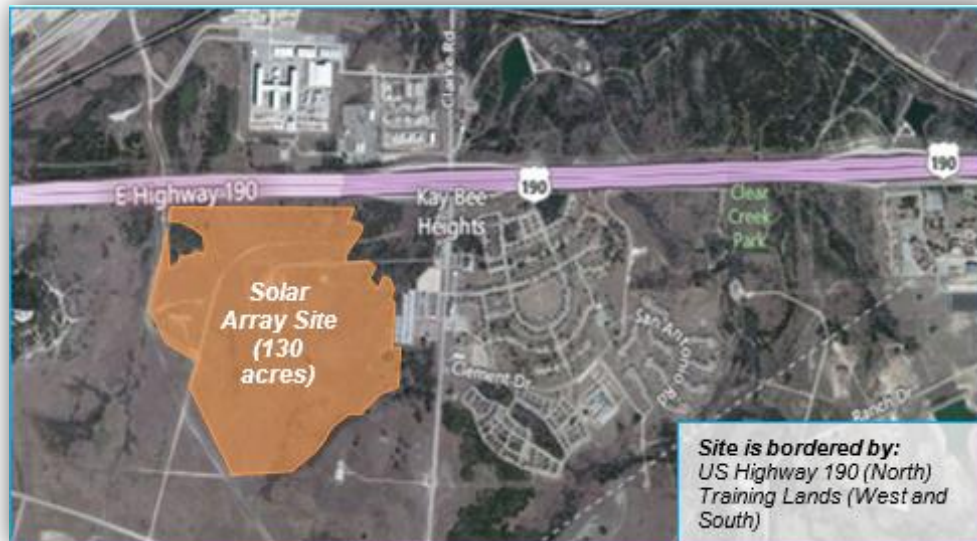 Clarke Rd
190
E Highway 190
190
Kay Bee
Heights
Clear
Creek
Park
Solar
Array Site
(130
acres)
San Antonio Rd
Clement Dr
Ranch Dr
Site is bordered by:
US Highway 190 (North)
Training Lands (West and
South)